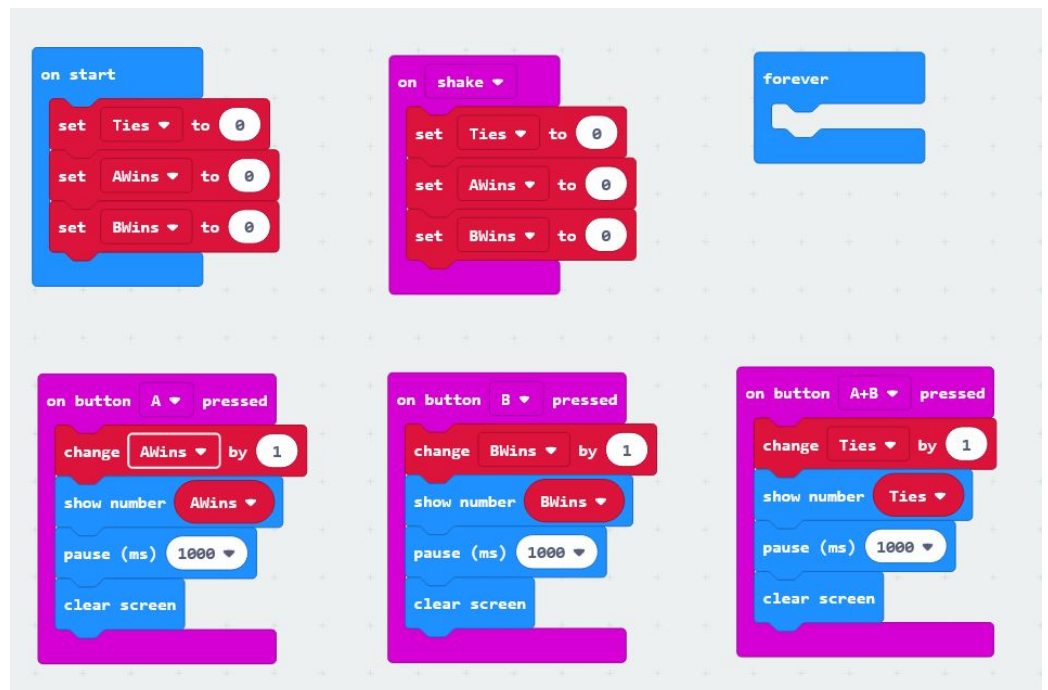 on start
set Ties to 0
set AWins to 0
set BWins to 0
on shake
set Ties to 0
set AWins to 0
set BWins to 0
forever
on button A pressed
change AWins by 1
show number AWins
pause (ms) 1000
clear screen
on button B pressed
change BWins by 1
show number BWins
pause (ms) 1000
clear screen
on button A+B pressed
change Ties by 1
show number Ties
pause (ms) 1000
clear screen